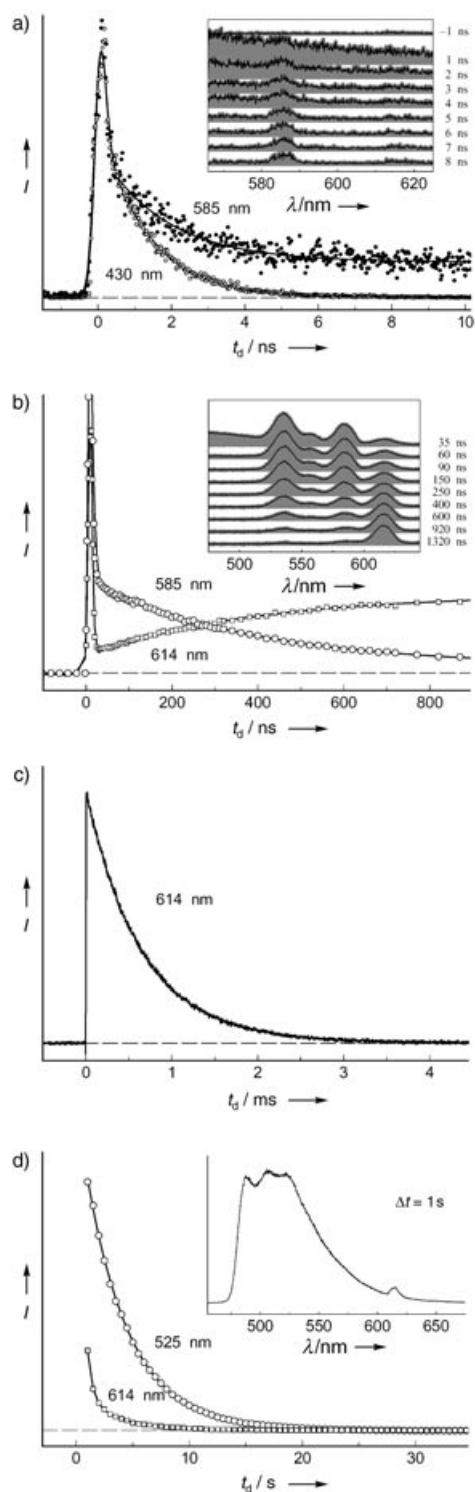 a)
−1 ns
1 ns
2 ns
3 ns
4 ns
5 ns
6 ns
7 ns
8 ns
580 600 620
λ/nm
I
585 nm
430 nm
0 2 4 6 8 10
t_d / ns
b)
35 ns
60 ns
90 ns
150 ns
250 ns
400 ns
600 ns
920 ns
1320 ns
500 550 600
λ/nm
I
585 nm
614 nm
0 200 400 600 800
t_d / ns
c)
614 nm
I
0 1 2 3 4
t_d / ms
d)
Δt = 1s
500 550 600 650
λ/nm
I
525 nm
614 nm
0 10 20 30
t_d / s